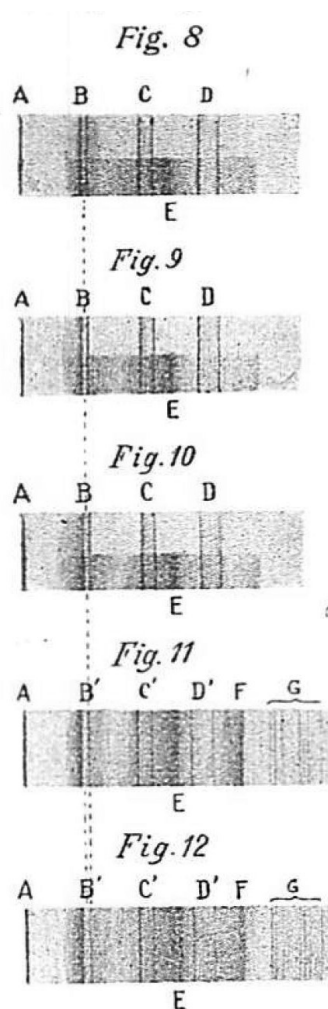 Fig. 8
A B C D
E
Fig. 9
A B C D
E
Fig. 10
A B C D
E
Fig. 11
A B' C' D' F G
E
Fig. 12
A B' C' D' F G
E